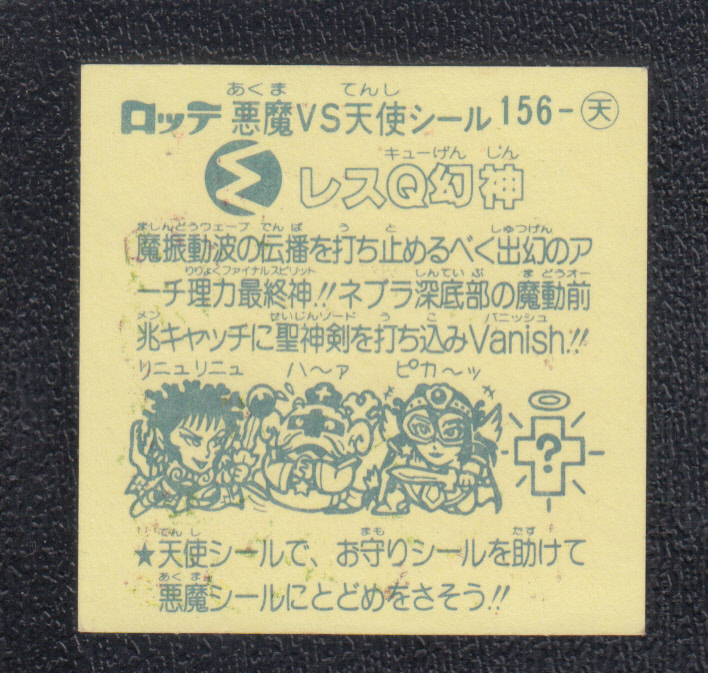 あくま てんし
ロッテ 悪魔VS天使シール 156-天
キューげん じん
レスQ幻神
ましんどうウェーブ でんぱ う と しゅつげん
魔振動波の伝播を打ち止めるべく出幻のア
りりょくファイナルスピリット しんていぶ まどうオー
ーチ理力最終神!!ネブラ深底部の魔動前
メン せいじんソード う こ バニッシュ
兆キャッチに聖神剣を打ち込みVanish!!
リニュリニュ ハ〜ァ ピカ〜ッ
?
てんし まも たす
★天使シールで、お守りシールを助けて
あくま
悪魔シールにとどめをさそう!!